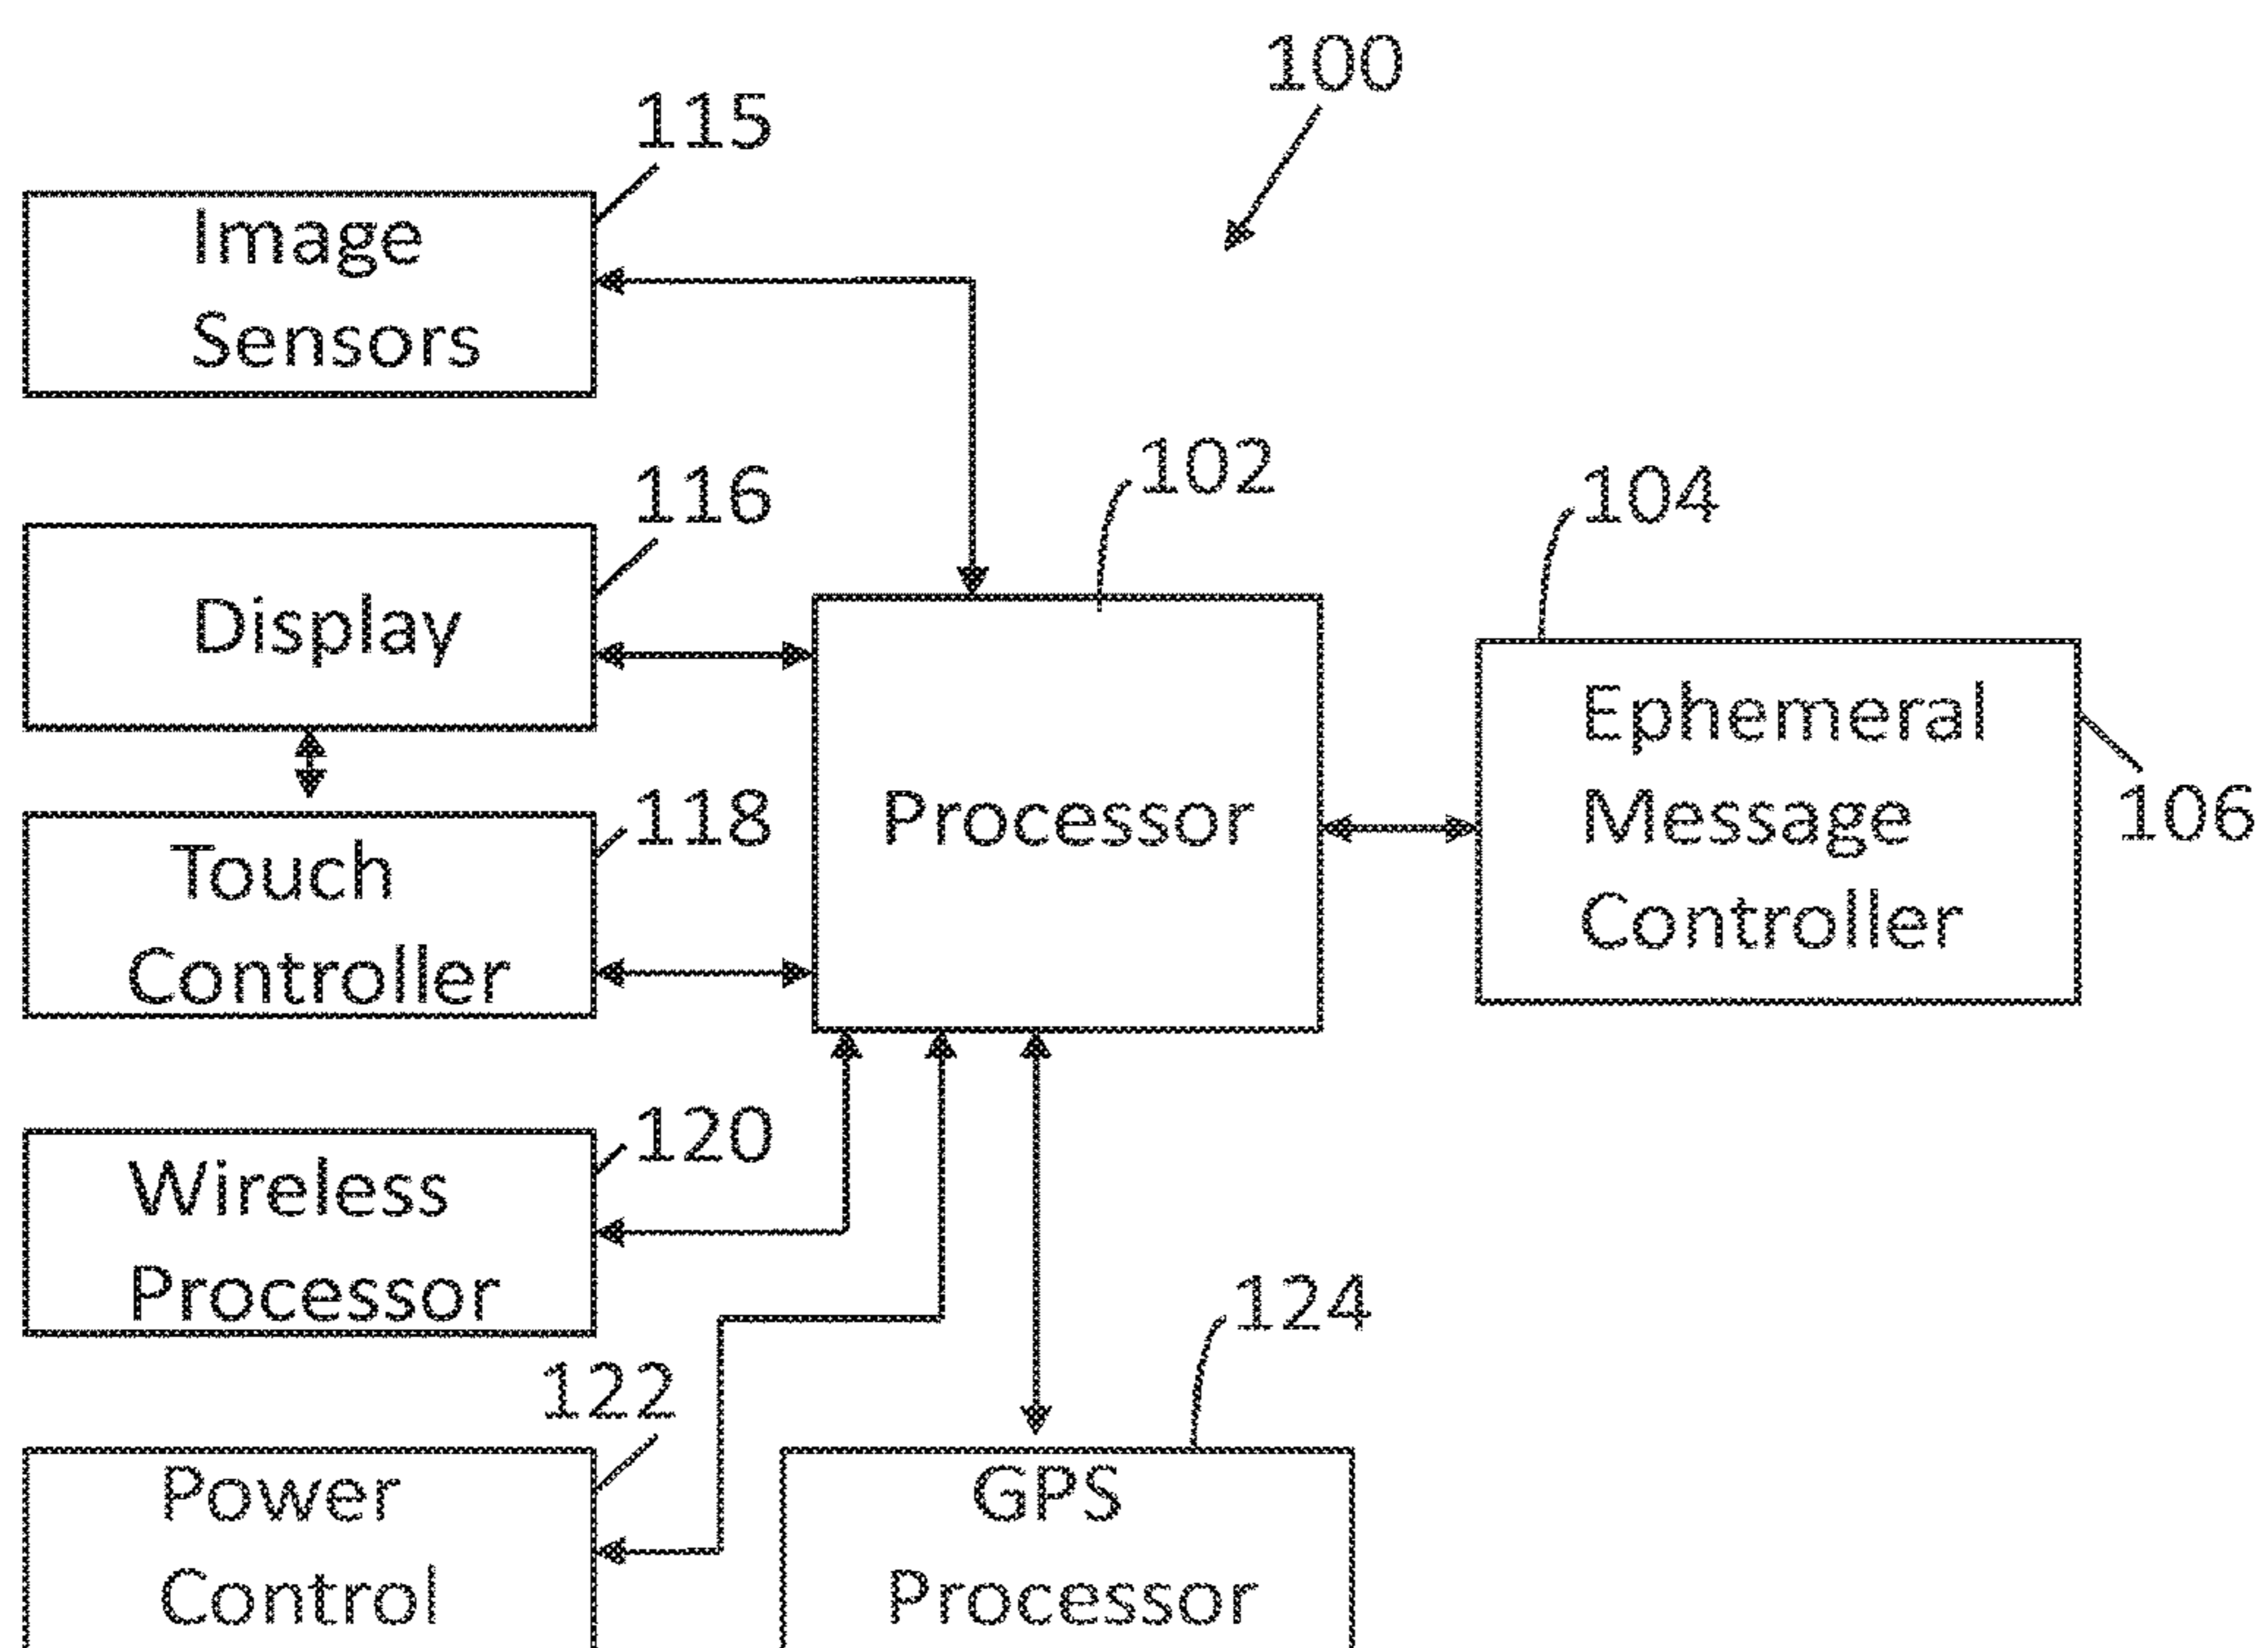 100
115
Image
Sensors
102
116
104
Display
Ephemeral
Message
Controller
106
Processor
118
Touch
Controller
120
Wireless
Processor
124
122
Power
Control
GPS
Processor